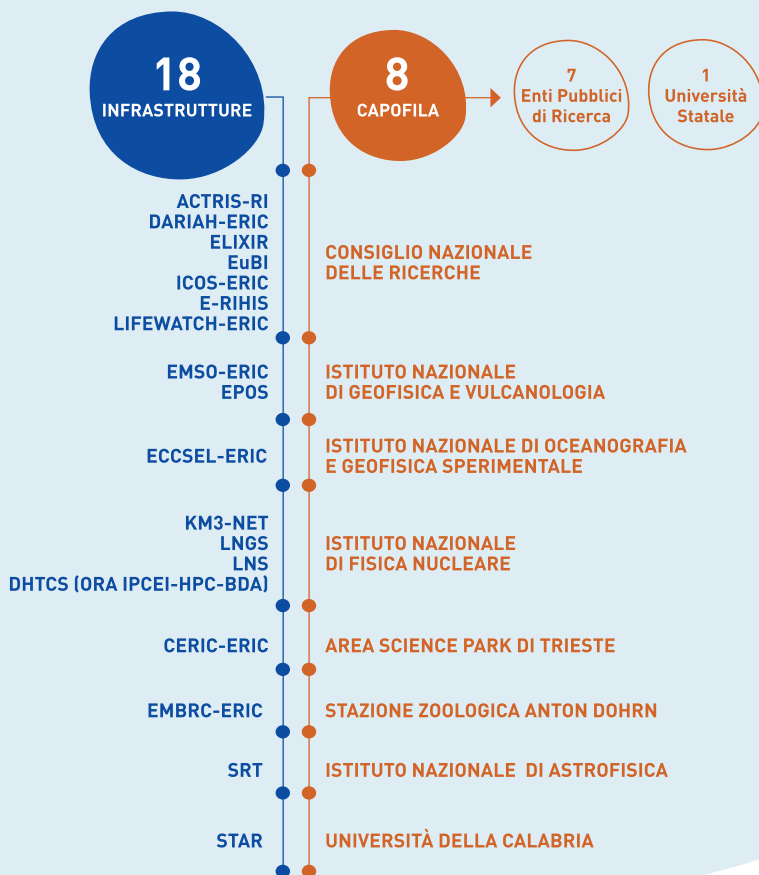 18
INFRASTRUTTURE
8
CAPOFILA
7
Enti Pubblici
di Ricerca
1
Università
Statale
ACTRIS-RI
DARIAH-ERIC
ELIXIR
EuBI
ICOS-ERIC
E-RIHIS
LIFEWATCH-ERIC
CONSIGLIO NAZIONALE
DELLE RICERCHE
EMSO-ERIC
EPOS
ISTITUTO NAZIONALE
DI GEOFISICA E VULCANOLOGIA
ECCSEL-ERIC
ISTITUTO NAZIONALE DI OCEANOGRAFIA
E GEOFISICA SPERIMENTALE
KM3-NET
LNGS
LNS
DHTCS (ORA IPCEI-HPC-BDA)
ISTITUTO NAZIONALE
DI FISICA NUCLEARE
CERIC-ERIC
AREA SCIENCE PARK DI TRIESTE
EMBRC-ERIC
STAZIONE ZOOLOGICA ANTON DOHRN
SRT
ISTITUTO NAZIONALE DI ASTROFISICA
STAR
UNIVERSITÀ DELLA CALABRIA